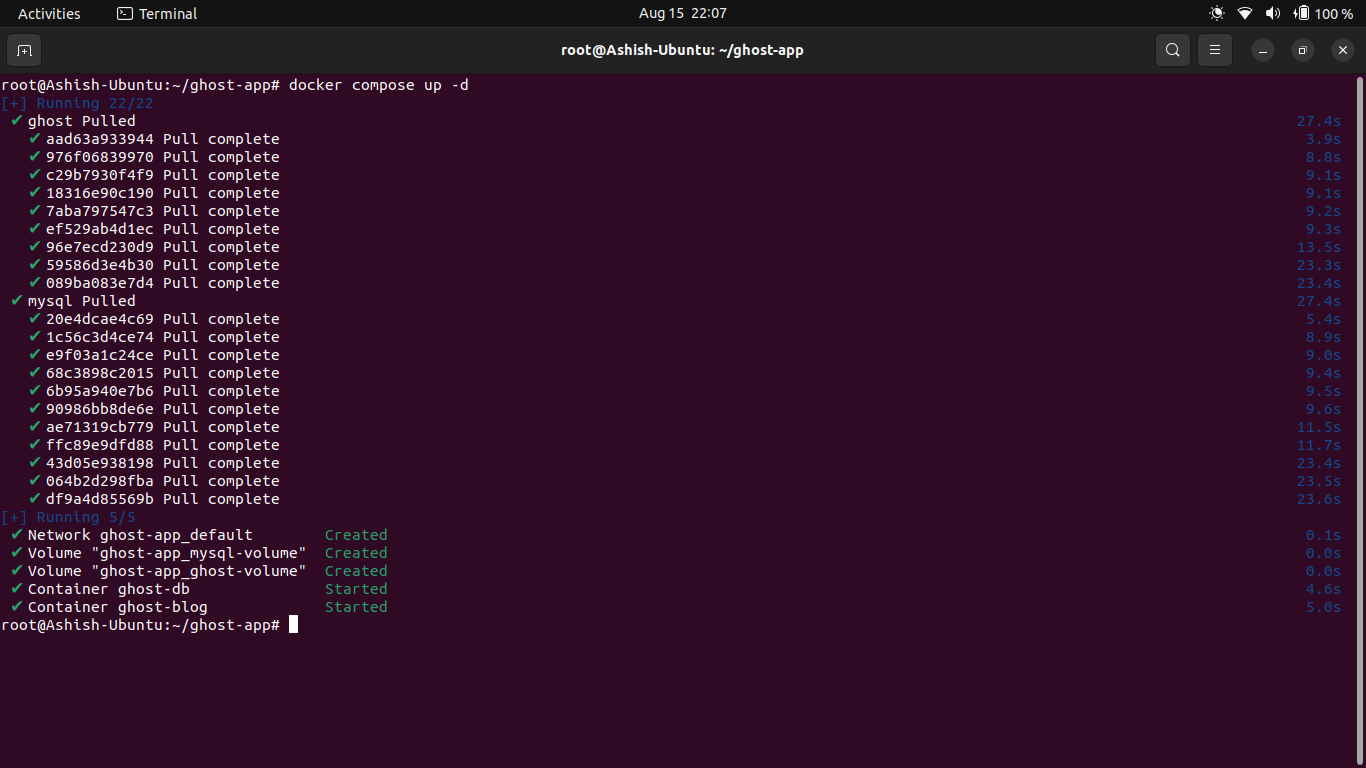 Activities Terminal Aug 15 22:07 100 %
root@Ashish-Ubuntu: ~/ghost-app
root@Ashish-Ubuntu:~/ghost-app# docker compose up -d
[+] Running 22/22
✔ ghost Pulled 27.4s
✔ aad63a933944 Pull complete 3.9s
✔ 976f06839970 Pull complete 8.8s
✔ c29b7930f4f9 Pull complete 9.1s
✔ 18316e90c190 Pull complete 9.1s
✔ 7aba797547c3 Pull complete 9.2s
✔ ef529ab4d1ec Pull complete 9.3s
✔ 96e7ecd230d9 Pull complete 13.5s
✔ 59586d3e4b30 Pull complete 23.3s
✔ 089ba083e7d4 Pull complete 23.4s
✔ mysql Pulled 27.4s
✔ 20e4dcae4c69 Pull complete 5.4s
✔ 1c56c3d4ce74 Pull complete 8.9s
✔ e9f03a1c24ce Pull complete 9.0s
✔ 68c3898c2015 Pull complete 9.4s
✔ 6b95a940e7b6 Pull complete 9.5s
✔ 90986bb8de6e Pull complete 9.6s
✔ ae71319cb779 Pull complete 11.5s
✔ ffc89e9dfd88 Pull complete 11.7s
✔ 43d05e938198 Pull complete 23.4s
✔ 064b2d298fba Pull complete 23.5s
✔ df9a4d85569b Pull complete 23.6s
[+] Running 5/5
✔ Network ghost-app_default Created 0.1s
✔ Volume "ghost-app_mysql-volume" Created 0.0s
✔ Volume "ghost-app_ghost-volume" Created 0.0s
✔ Container ghost-db Started 4.6s
✔ Container ghost-blog Started 5.0s
root@Ashish-Ubuntu:~/ghost-app#